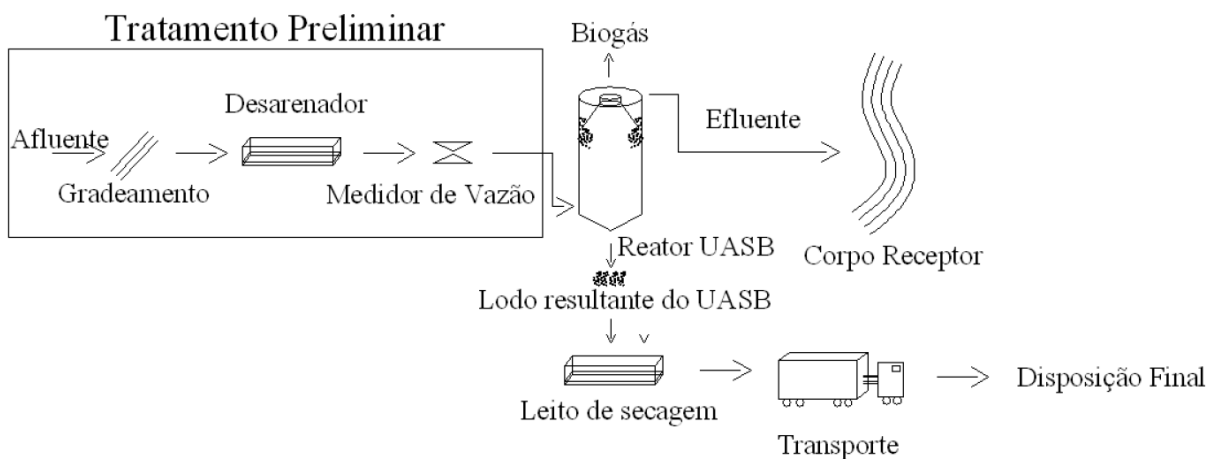 Tratamento Preliminar
Biogás
Desarenador
Afluente
Efluente
Gradeamento
Medidor de Vazão
Reator UASB
Corpo Receptor
Lodo resultante do UASB
Leito de secagem
Disposição Final
Transporte